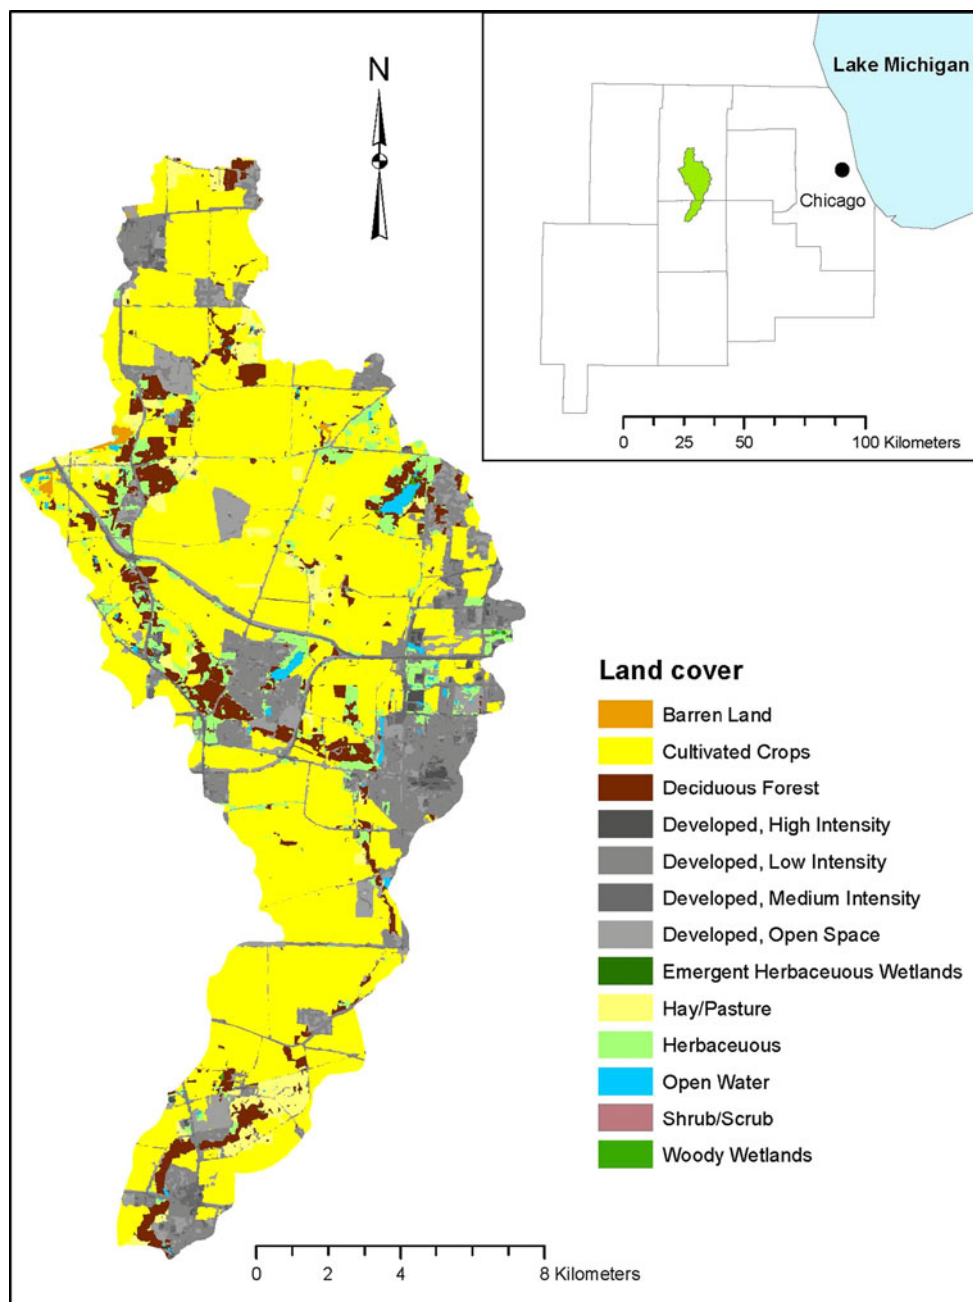 N
Lake Michigan
Chicago
0 25 50 100 Kilometers
Land cover
Barren Land
Cultivated Crops
Deciduous Forest
Developed, High Intensity
Developed, Low Intensity
Developed, Medium Intensity
Developed, Open Space
Emergent Herbaceuous Wetlands
Hay/Pasture
Herbaceuous
Open Water
Shrub/Scrub
Woody Wetlands
0 2 4 8 Kilometers